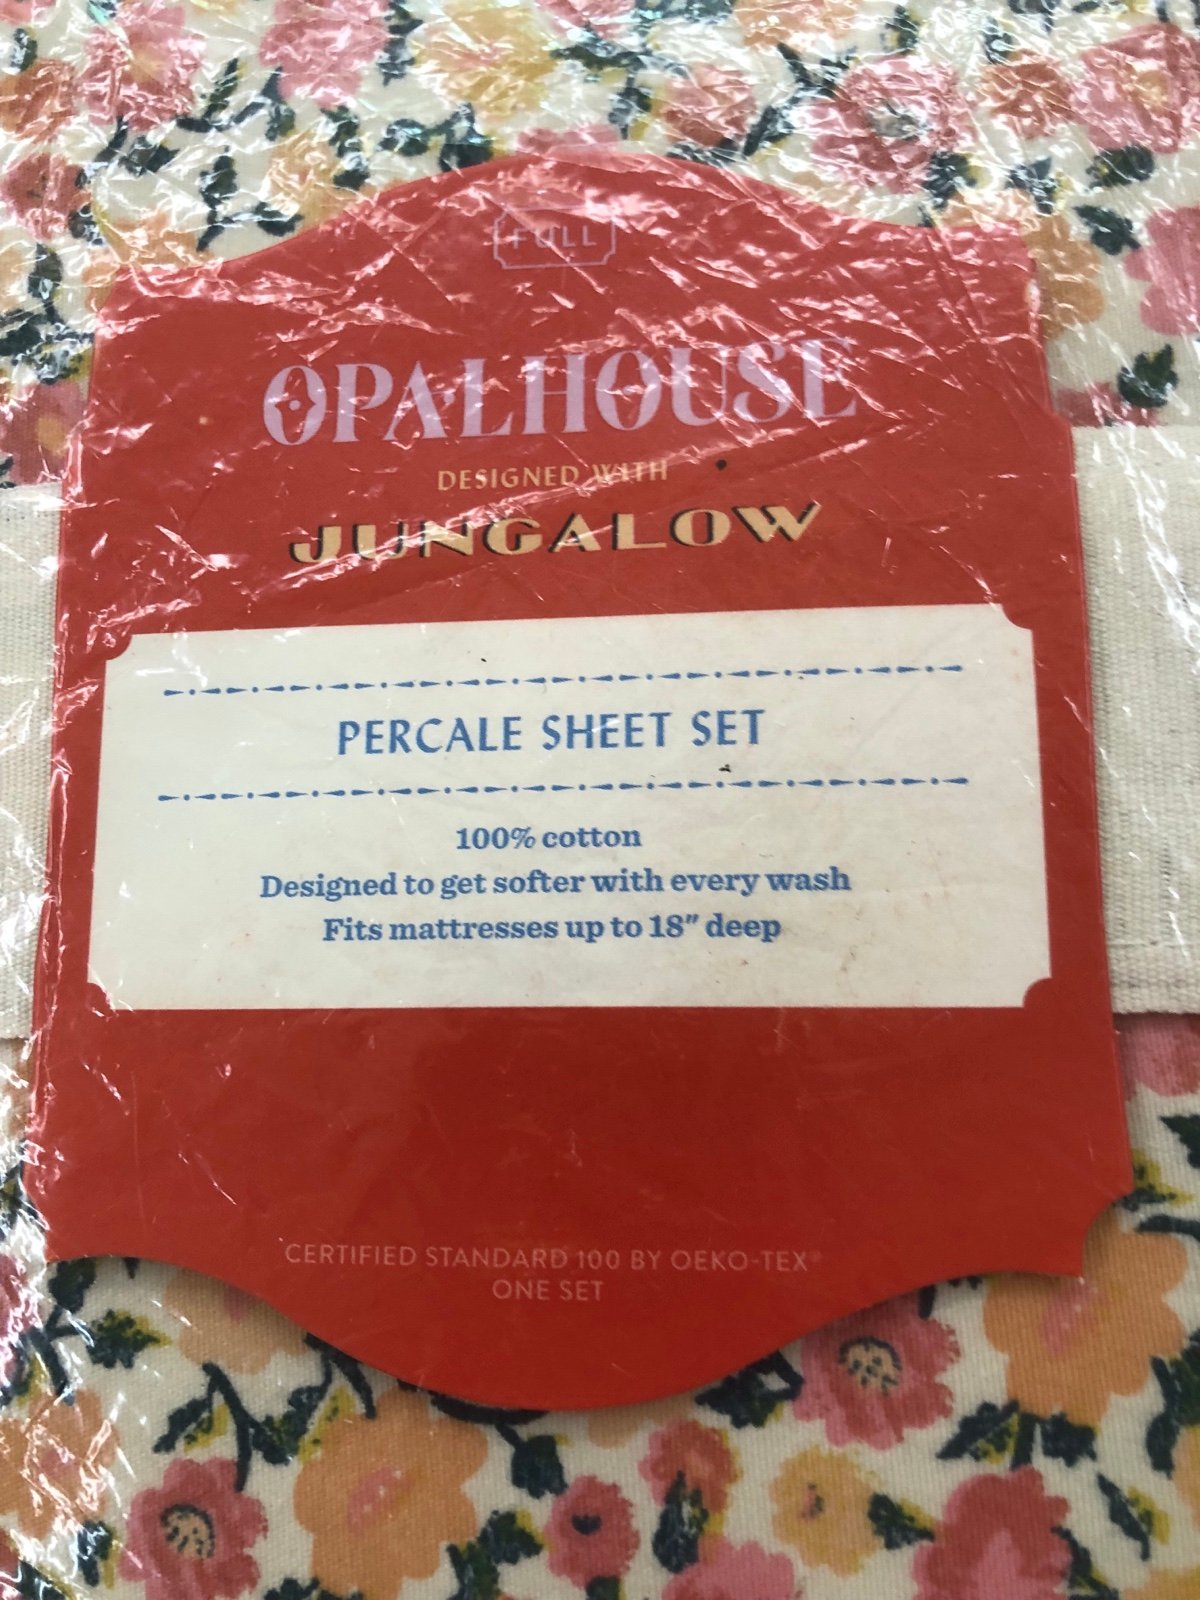 FULL
OPALHOUSE
DESIGNED WITH
JUNGALOW
PERCALE SHEET SET
100% cotton
Designed to get softer with every wash
Fits mattresses up to 18" deep
CERTIFIED STANDARD 100 BY OEKO-TEX®
ONE SET